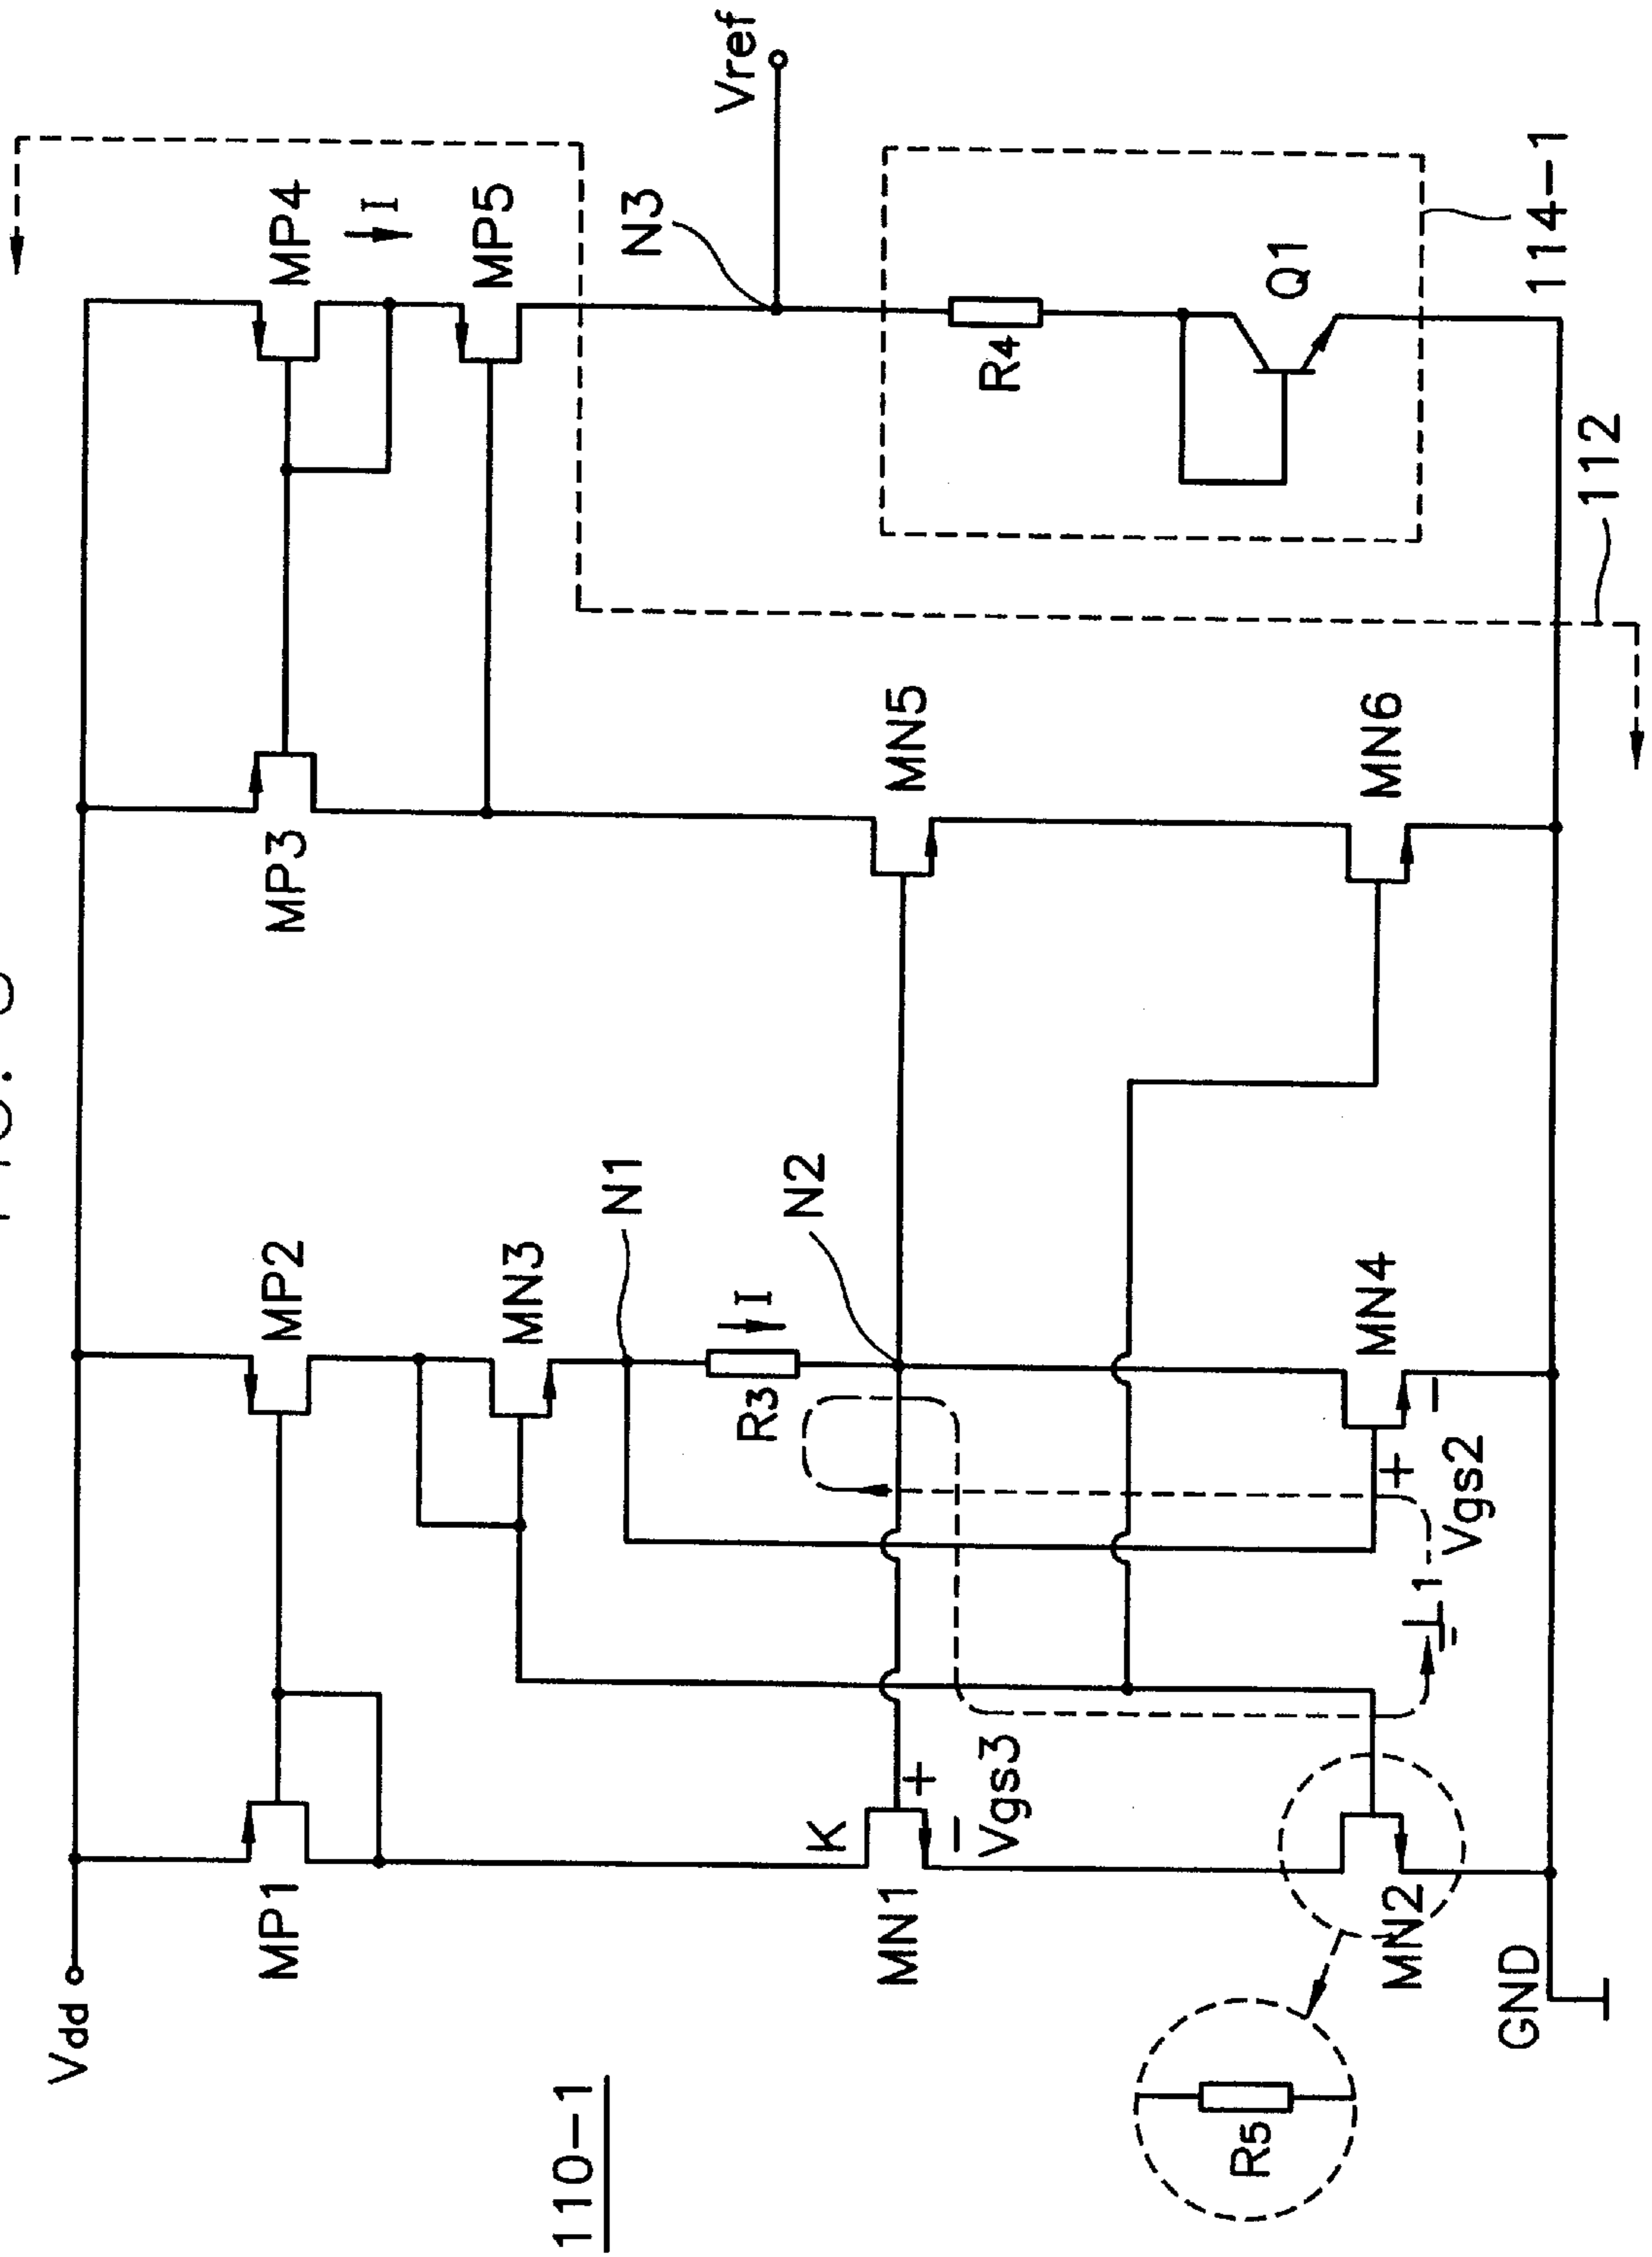 Vdd
110-1
MP1
MP2
MP3
MP4
I
MP5
MN3
N1
N3
Vref
R3
I
N2
K
MN1
+
−
Vgs3
MN5
R4
Q1
114-1
MN4
+
−
Vgs2
L1
MN6
MN2
R5
GND
112